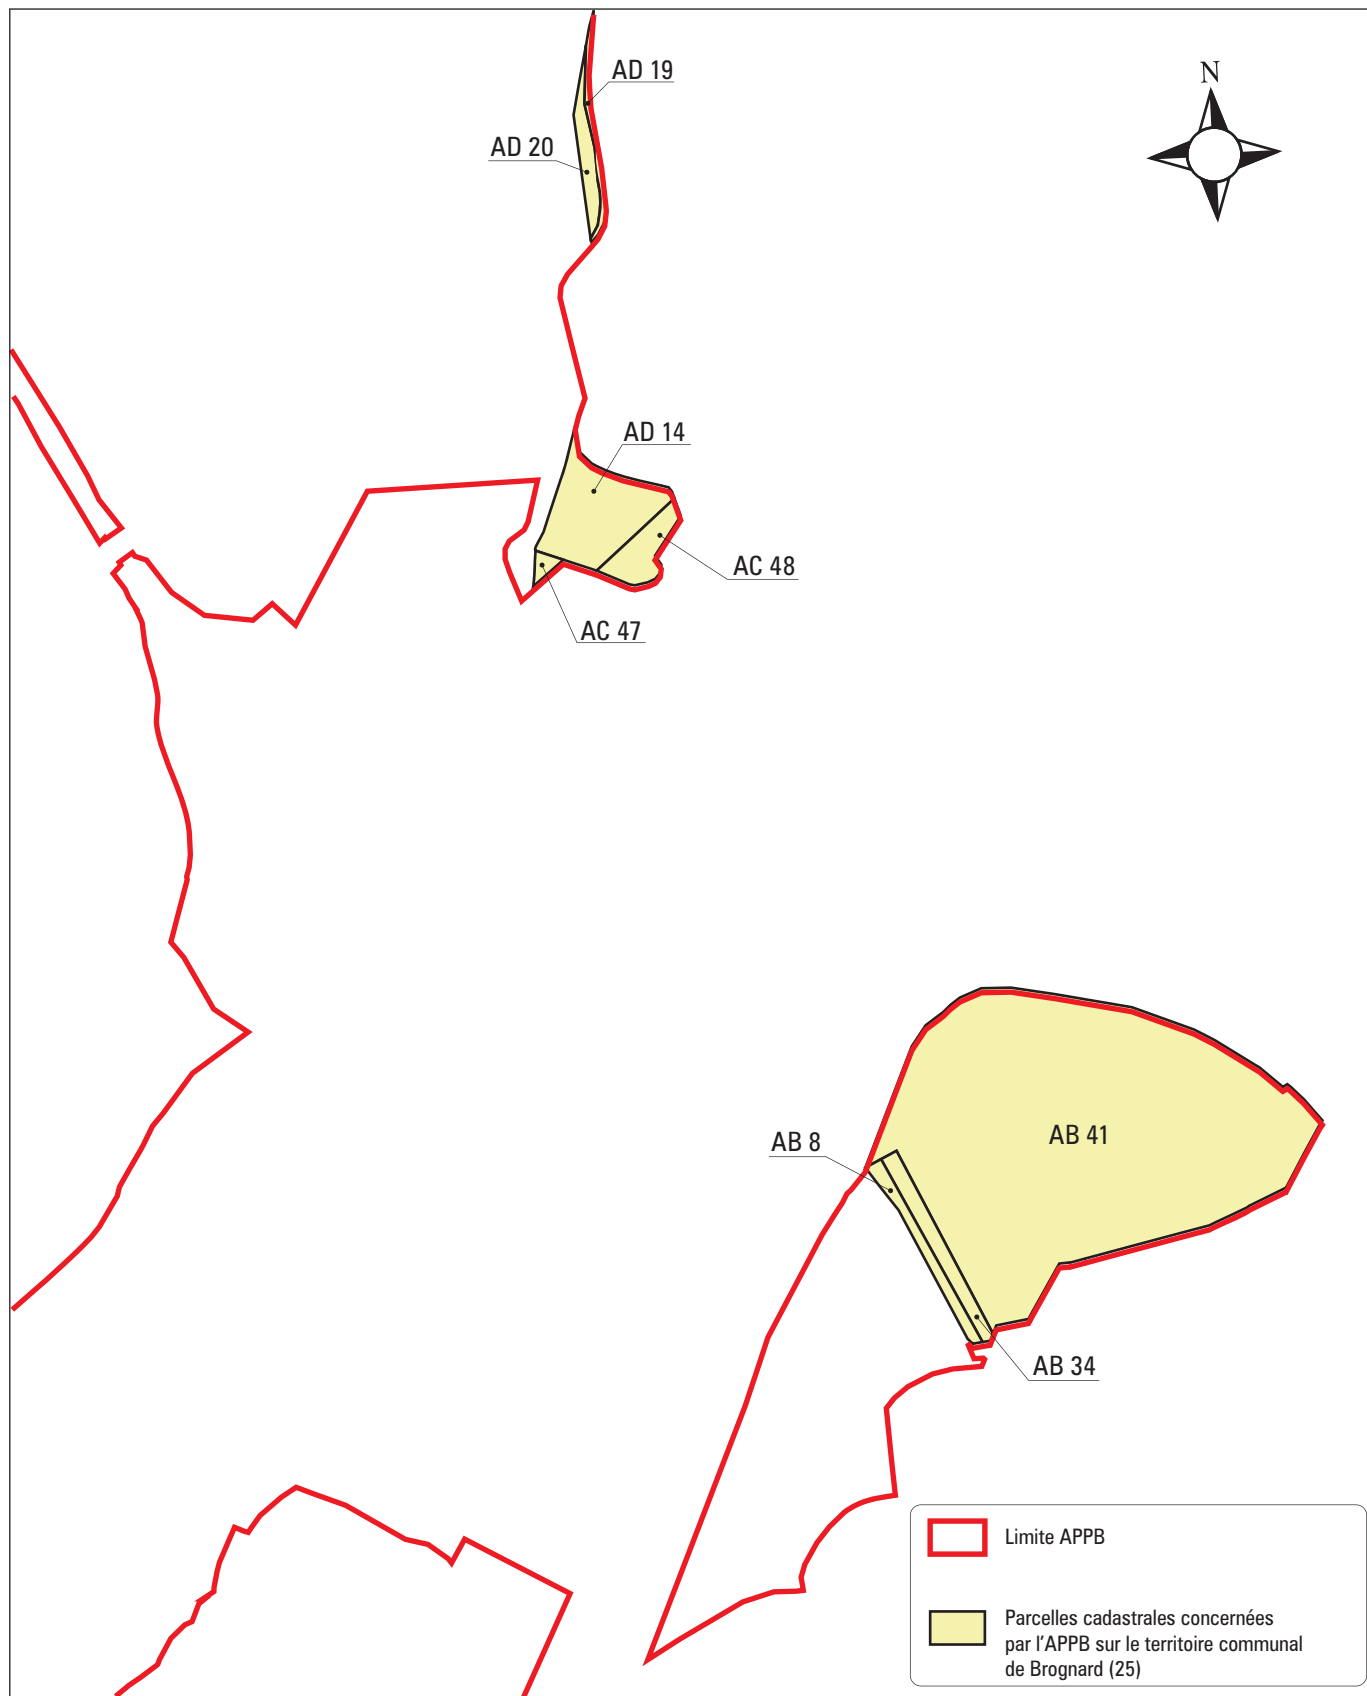 N
AD 19
AD 20
AD 14
AC 48
AC 47
AB 41
AB 8
AB 34
Limite APPB
Parcelles cadastrales concernées
par l'APPB sur le territoire communal
de Brognard (25)